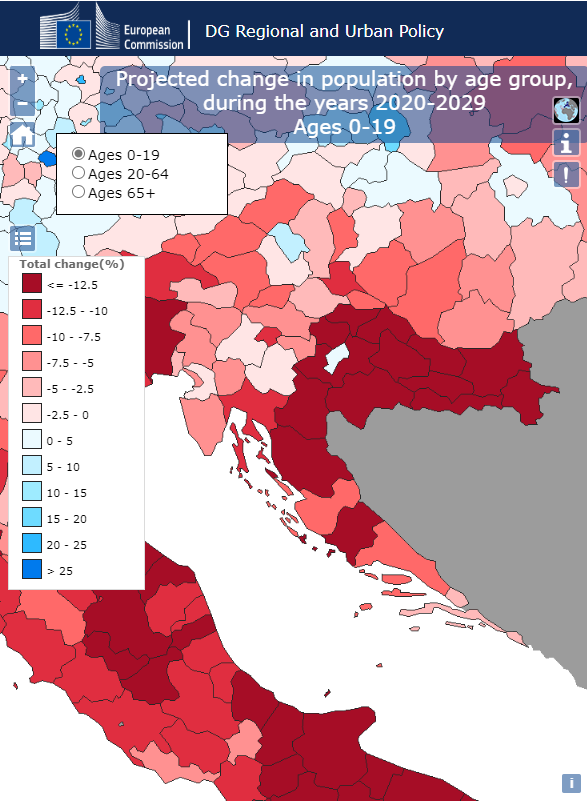 European
Commission
DG Regional and Urban Policy
+
−
Projected change in population by age group,
during the years 2020-2029
Ages 0-19
Ages 0-19
Ages 20-64
Ages 65+
i
!
Total change(%)
<= -12.5
-12.5 - -10
-10 - -7.5
-7.5 - -5
-5 - -2.5
-2.5 - 0
0 - 5
5 - 10
10 - 15
15 - 20
20 - 25
> 25
i